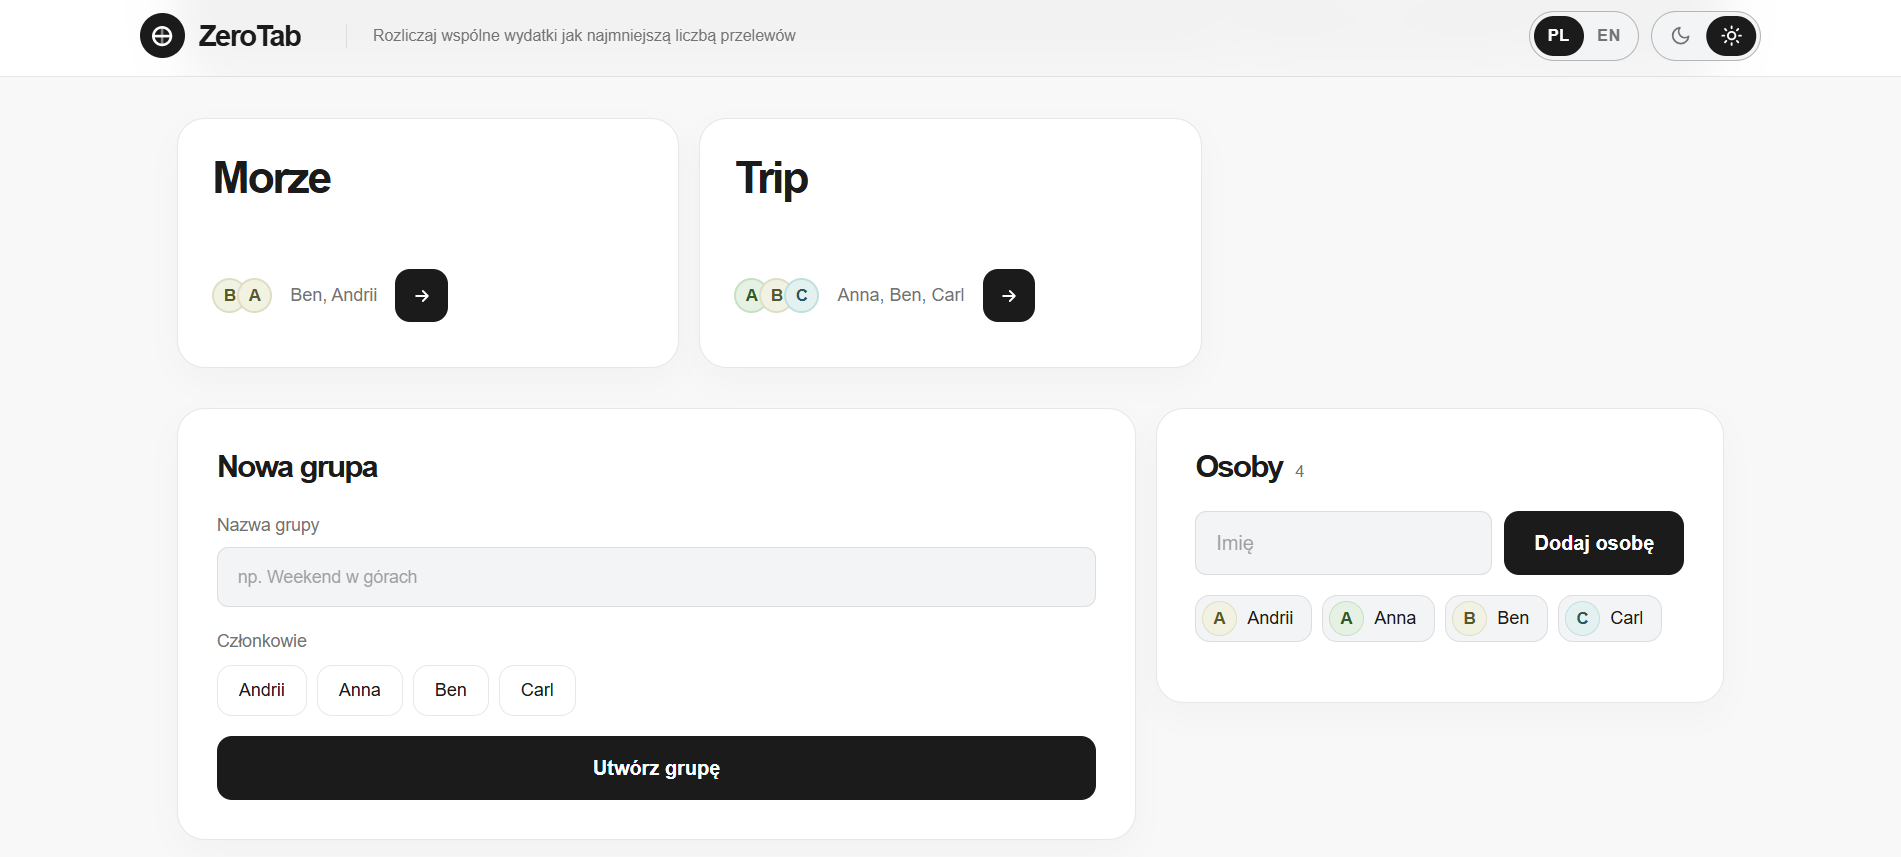 ZeroTab
Rozliczaj wspólne wydatki jak najmniejszą liczbą przelewów
PL EN
Morze
B A Ben, Andrii
Trip
A B C Anna, Ben, Carl
Nowa grupa
Nazwa grupy
np. Weekend w górach
Członkowie
Andrii Anna Ben Carl
Utwórz grupę
Osoby 4
Imię
Dodaj osobę
A Andrii A Anna B Ben C Carl